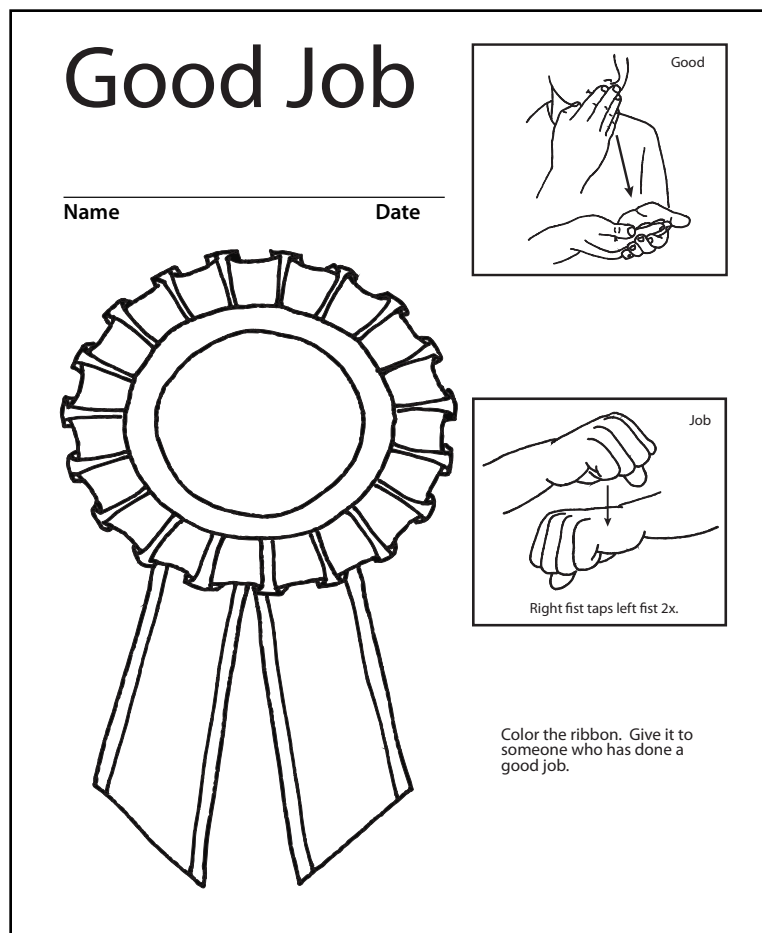 Good Job
Name Date
Good
Job
Right fist taps left fist 2x.
Color the ribbon.  Give it to
someone who has done a
good job.